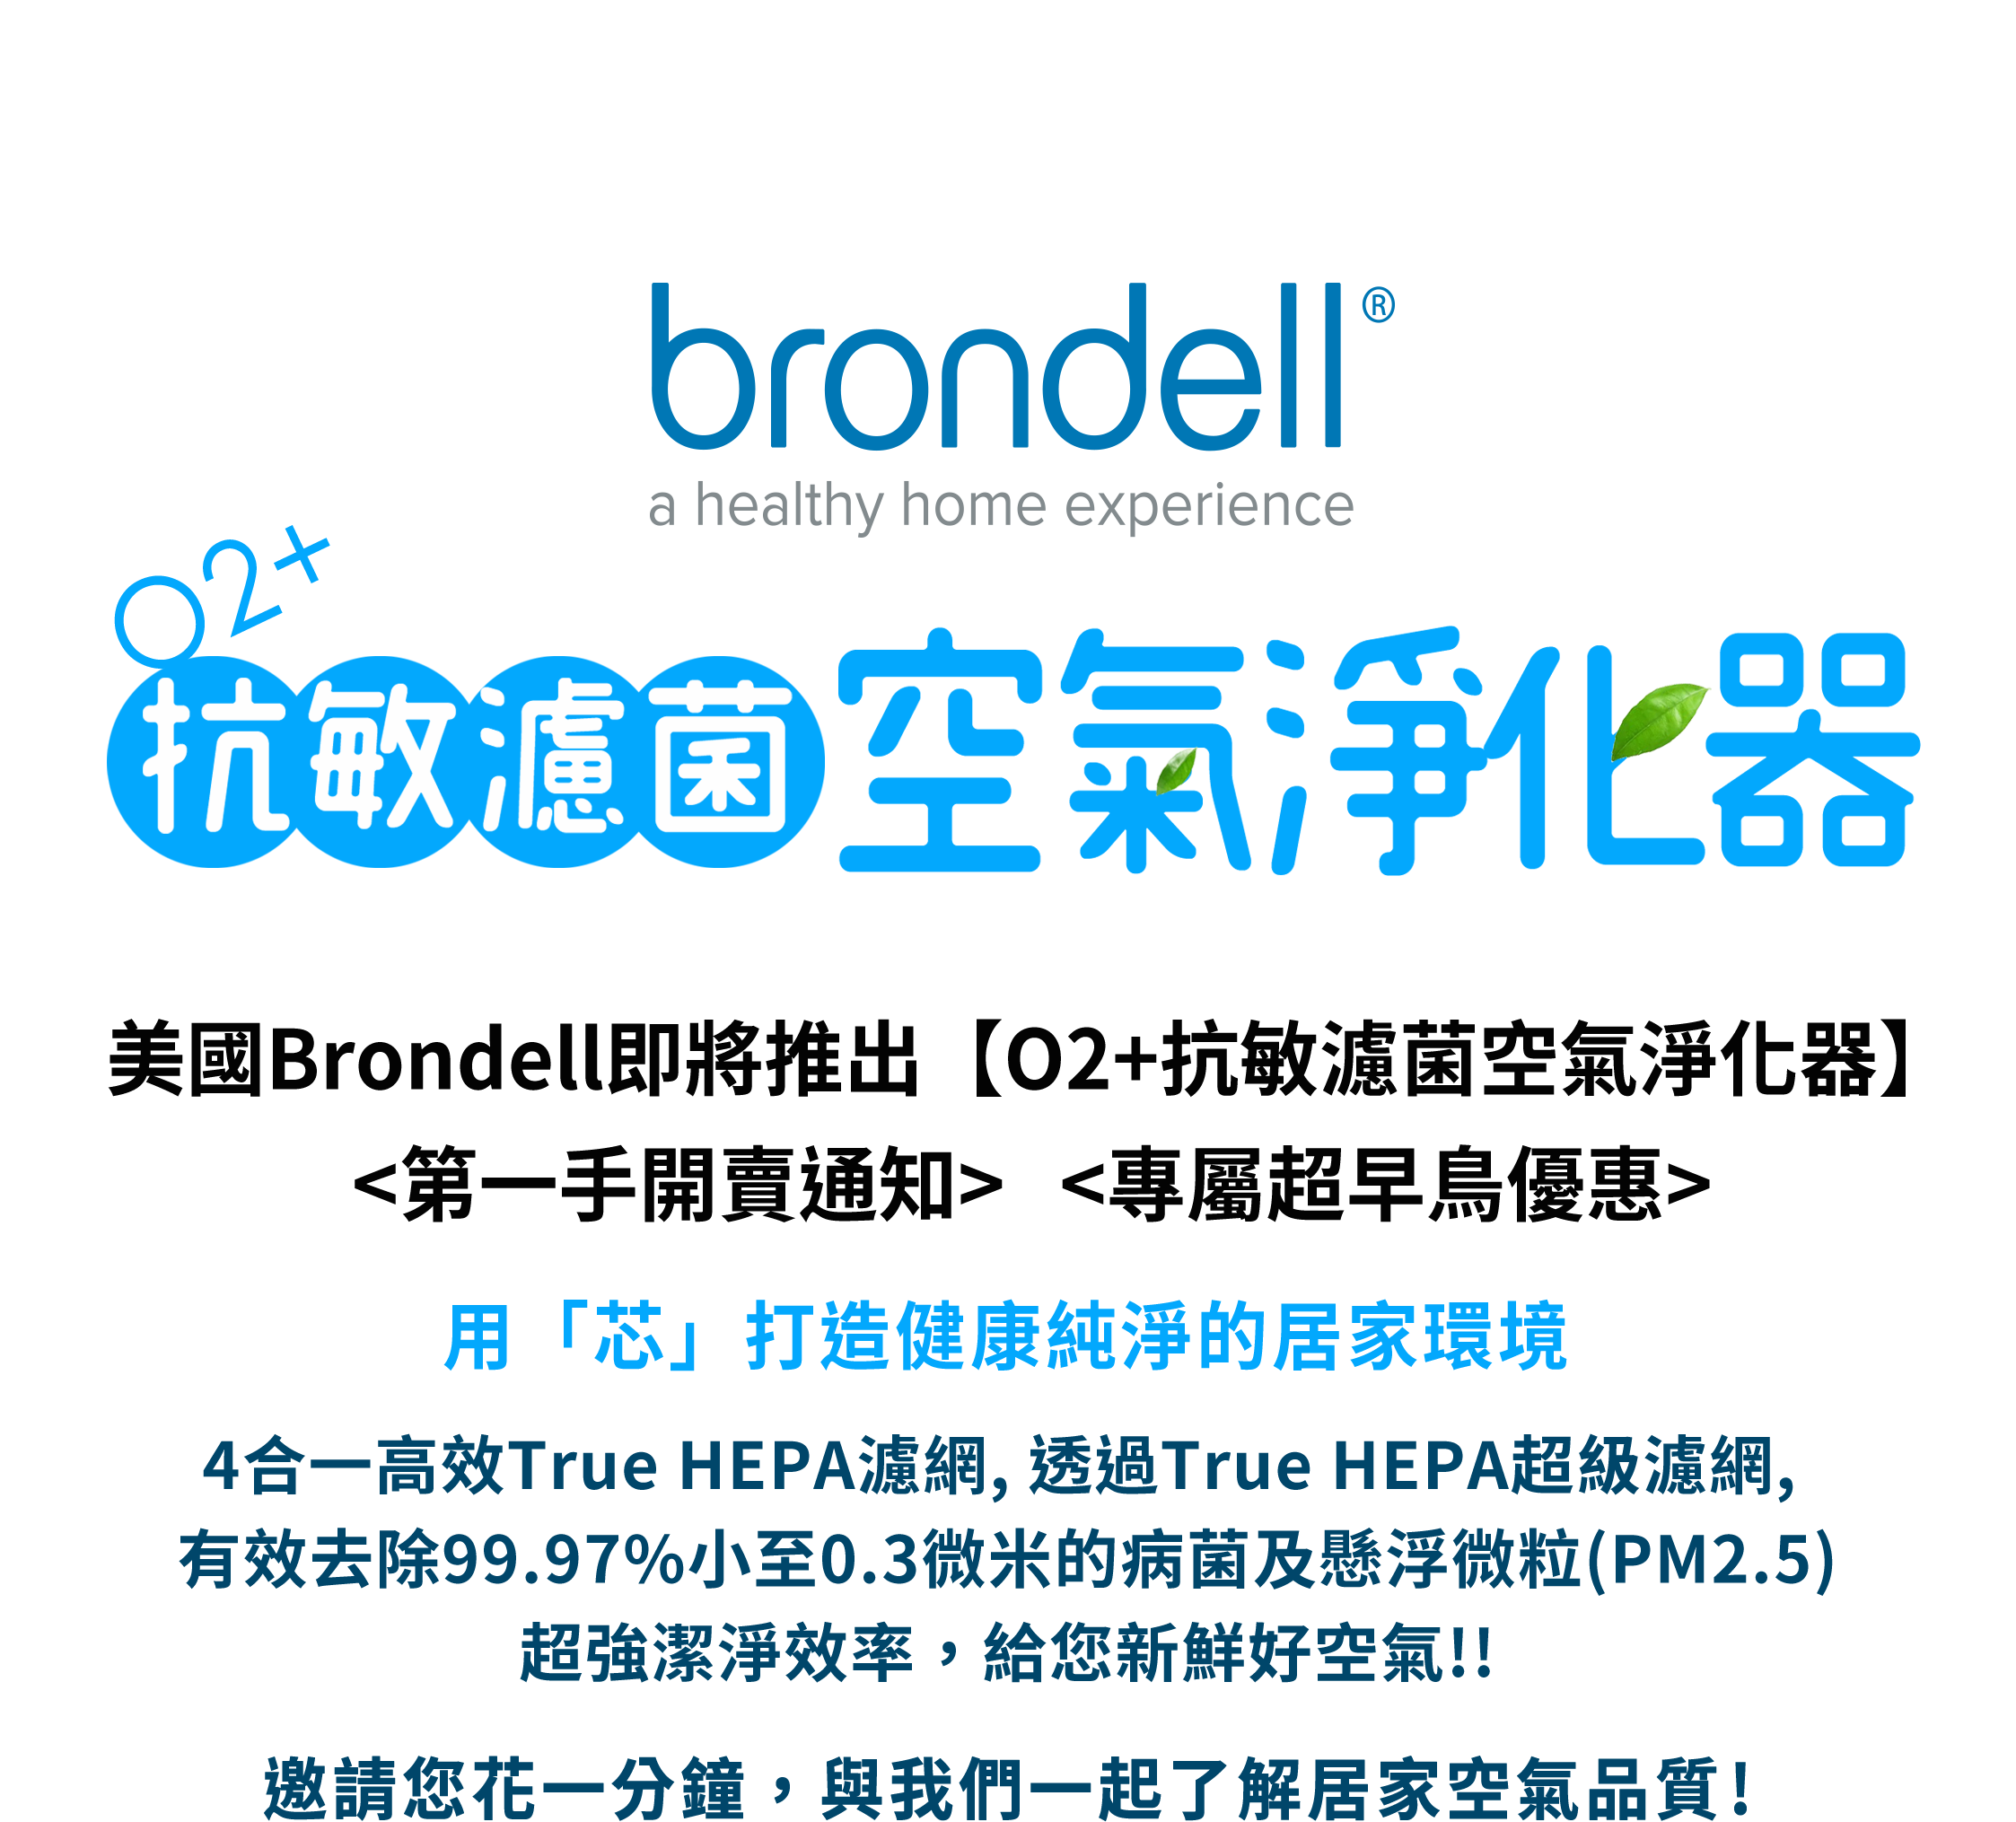 brondell®
a healthy home experience
O2+
抗敏濾菌空氣淨化器
美國Brondell即將推出【O2+抗敏濾菌空氣淨化器】
<第一手開賣通知> <專屬超早鳥優惠>
用「芯」打造健康純淨的居家環境
4合一高效True HEPA濾網, 透過True HEPA超級濾網,
有效去除99.97%小至0.3微米的病菌及懸浮微粒(PM2.5)
超強潔淨效率，給您新鮮好空氣!!
邀請您花一分鐘，與我們一起了解居家空氣品質!